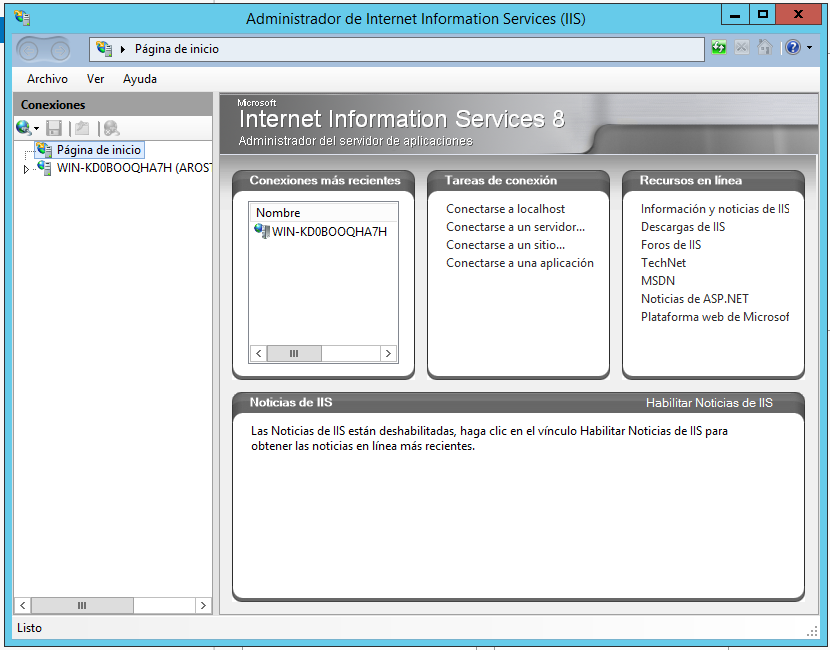 Administrador de Internet Information Services (IIS)
Página de inicio
Archivo Ver Ayuda
Conexiones
Página de inicio
WIN-KD0BOOQHA7H (AROST
Microsoft
Internet Information Services 8
Administrador del servidor de aplicaciones
Conexiones más recientes
Nombre
WIN-KD0BOOQHA7H
Tareas de conexión
Conectarse a localhost
Conectarse a un servidor...
Conectarse a un sitio...
Conectarse a una aplicación
Recursos en línea
Información y noticias de IIS
Descargas de IIS
Foros de IIS
TechNet
MSDN
Noticias de ASP.NET
Plataforma web de Microsof
Noticias de IIS Habilitar Noticias de IIS
Las Noticias de IIS están deshabilitadas, haga clic en el vínculo Habilitar Noticias de IIS para
obtener las noticias en línea más recientes.
Listo